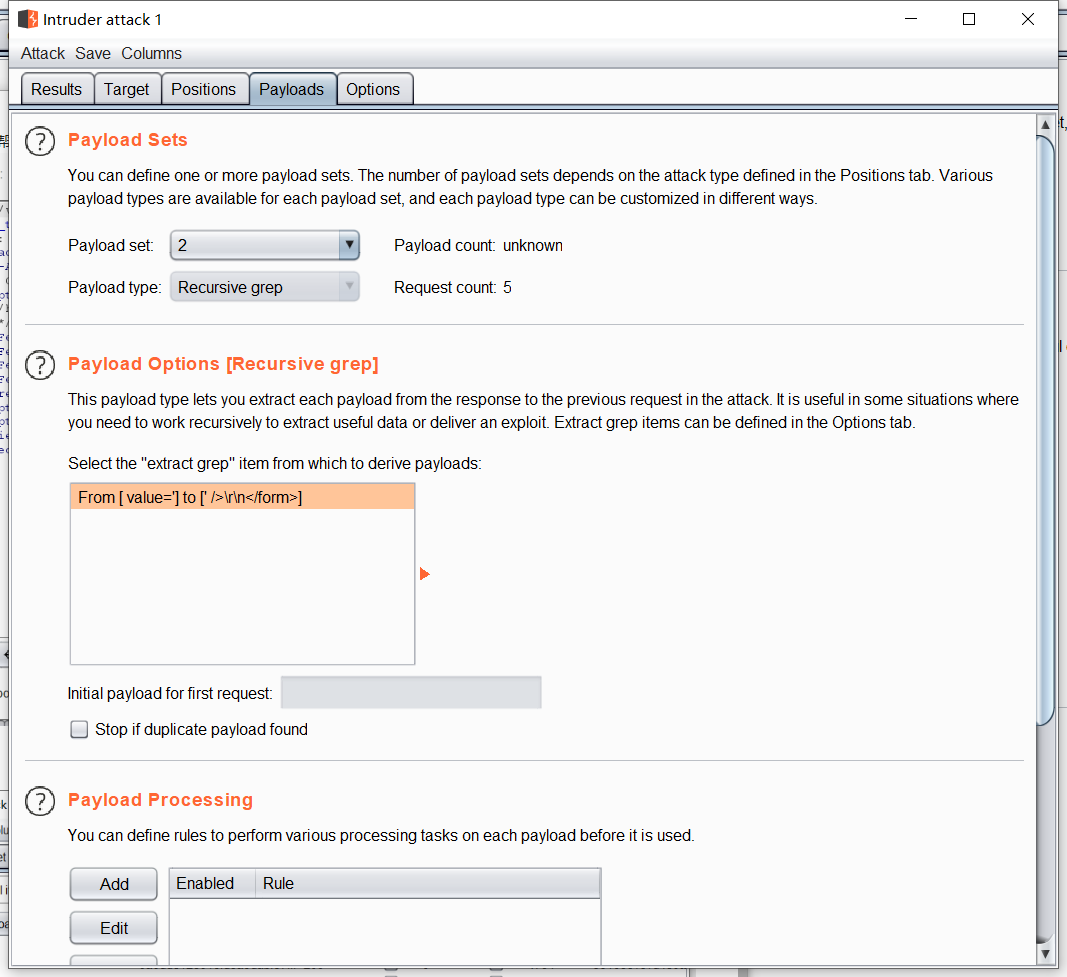 Intruder attack 1
Attack Save Columns
Results Target Positions Payloads Options
Payload Sets
You can define one or more payload sets. The number of payload sets depends on the attack type defined in the Positions tab. Various
payload types are available for each payload set, and each payload type can be customized in different ways.
Payload set: 2 Payload count: unknown
Payload type: Recursive grep Request count: 5
Payload Options [Recursive grep]
This payload type lets you extract each payload from the response to the previous request in the attack. It is useful in some situations where
you need to work recursively to extract useful data or deliver an exploit. Extract grep items can be defined in the Options tab.
Select the "extract grep" item from which to derive payloads:
From [ value='] to [' />\r\n</form>]
Initial payload for first request:
Stop if duplicate payload found
Payload Processing
You can define rules to perform various processing tasks on each payload before it is used.
Add Enabled Rule
Edit